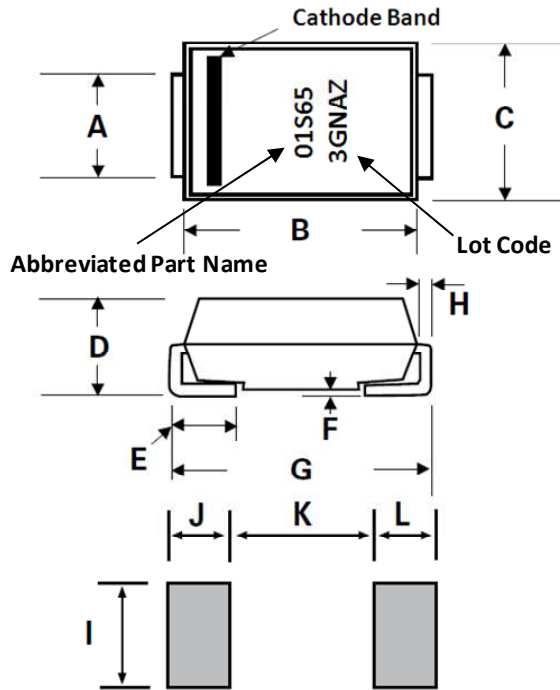 Cathode Band
A
01S65
3GNAZ
C
B
Abbreviated Part Name
Lot Code
H
D
F
E
G
J
K
L
I